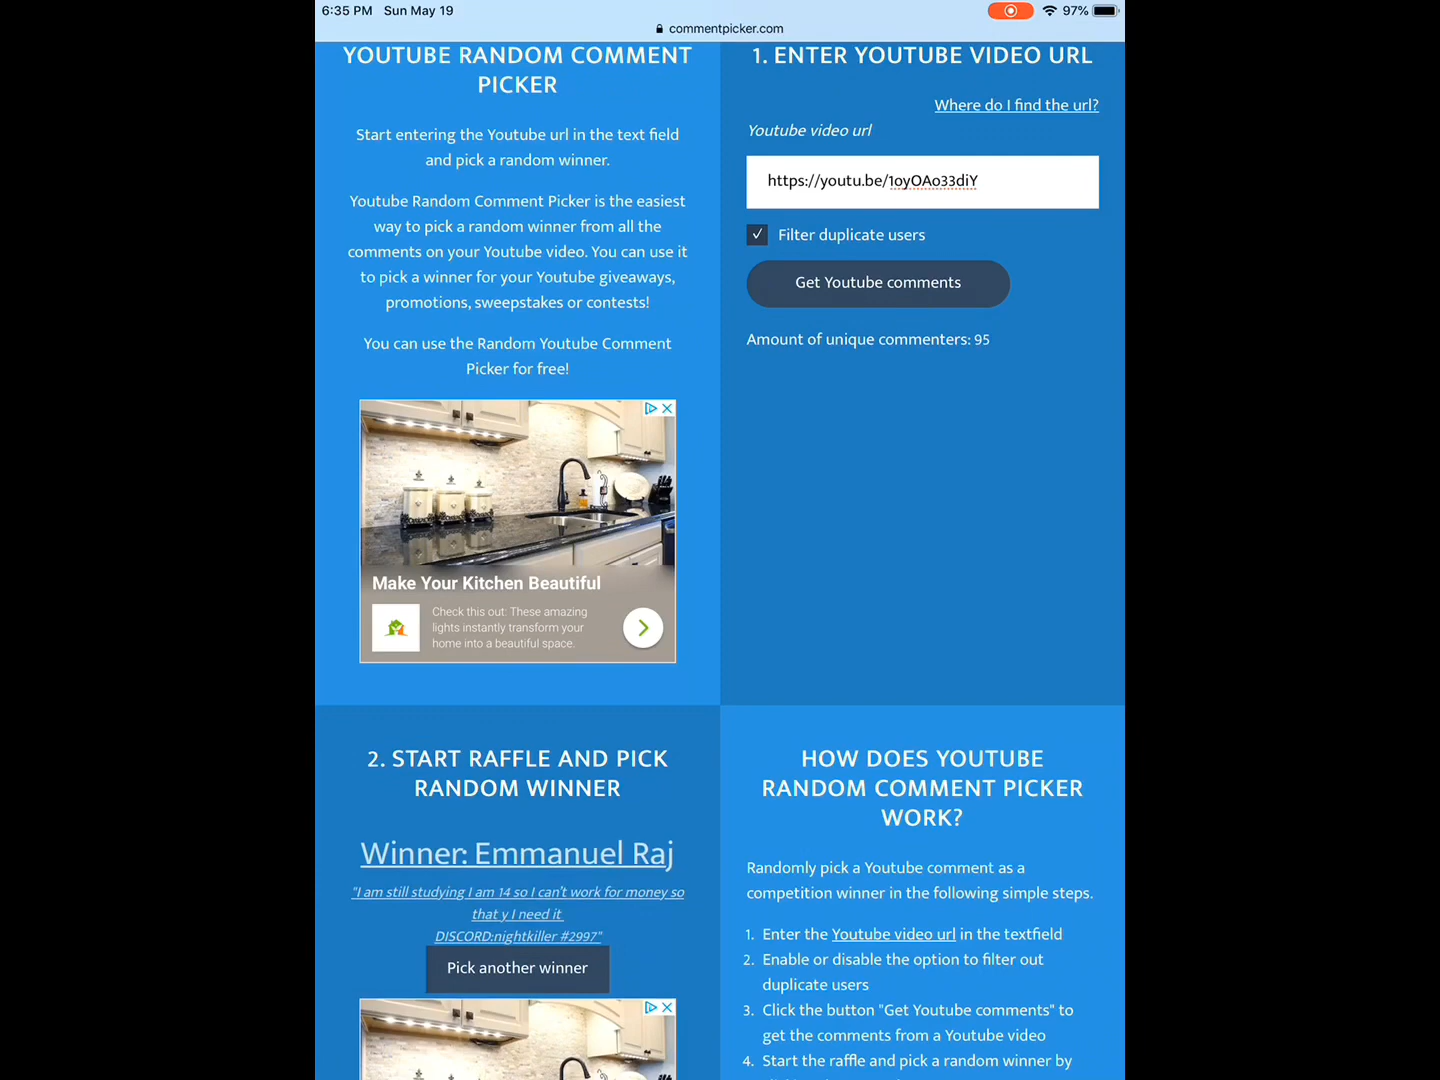 6:35 PM Sun May 19
97%
commentpicker.com
YOUTUBE RANDOM COMMENT
PICKER
Start entering the Youtube url in the text field
and pick a random winner.
Youtube Random Comment Picker is the easiest
way to pick a random winner from all the
comments on your Youtube video. You can use it
to pick a winner for your Youtube giveaways,
promotions, sweepstakes or contests!
You can use the Random Youtube Comment
Picker for free!
Make Your Kitchen Beautiful
Check this out: These amazing
lights instantly transform your
home into a beautiful space.
1. ENTER YOUTUBE VIDEO URL
Where do I find the url?
Youtube video url
https://youtu.be/1oyOAo33diY
✓ Filter duplicate users
Get Youtube comments
Amount of unique commenters: 95
2. START RAFFLE AND PICK
RANDOM WINNER
Winner: Emmanuel Raj
"I am still studying I am 14 so I can't work for money so
that y I need it
DISCORD:nightkiller #2997"
Pick another winner
HOW DOES YOUTUBE
RANDOM COMMENT PICKER
WORK?
Randomly pick a Youtube comment as a
competition winner in the following simple steps.
1. Enter the Youtube video url in the textfield
2. Enable or disable the option to filter out
duplicate users
3. Click the button "Get Youtube comments" to
get the comments from a Youtube video
4. Start the raffle and pick a random winner by